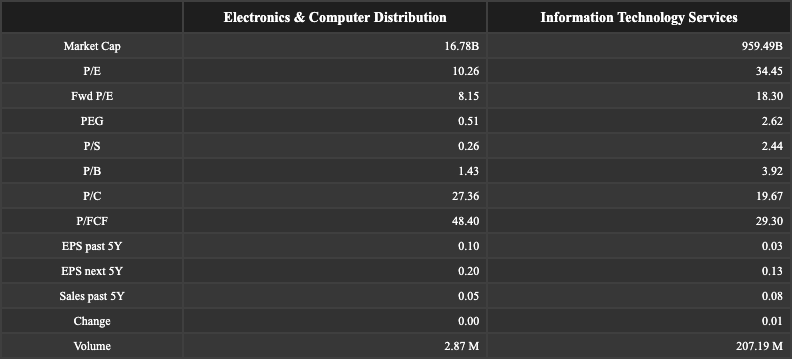 Electronics & Computer Distribution Information Technology Services
Market Cap 16.78B 959.49B
P/E 10.26 34.45
Fwd P/E 8.15 18.30
PEG 0.51 2.62
P/S 0.26 2.44
P/B 1.43 3.92
P/C 27.36 19.67
P/FCF 48.40 29.30
EPS past 5Y 0.10 0.03
EPS next 5Y 0.20 0.13
Sales past 5Y 0.05 0.08
Change 0.00 0.01
Volume 2.87 M 207.19 M